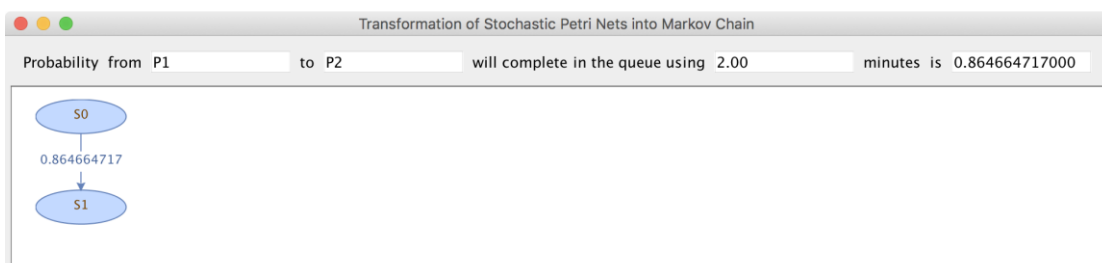 Transformation of Stochastic Petri Nets into Markov Chain
Probability from P1 to P2 will complete in the queue using 2.00 minutes is 0.864664717000
S0
0.864664717
S1